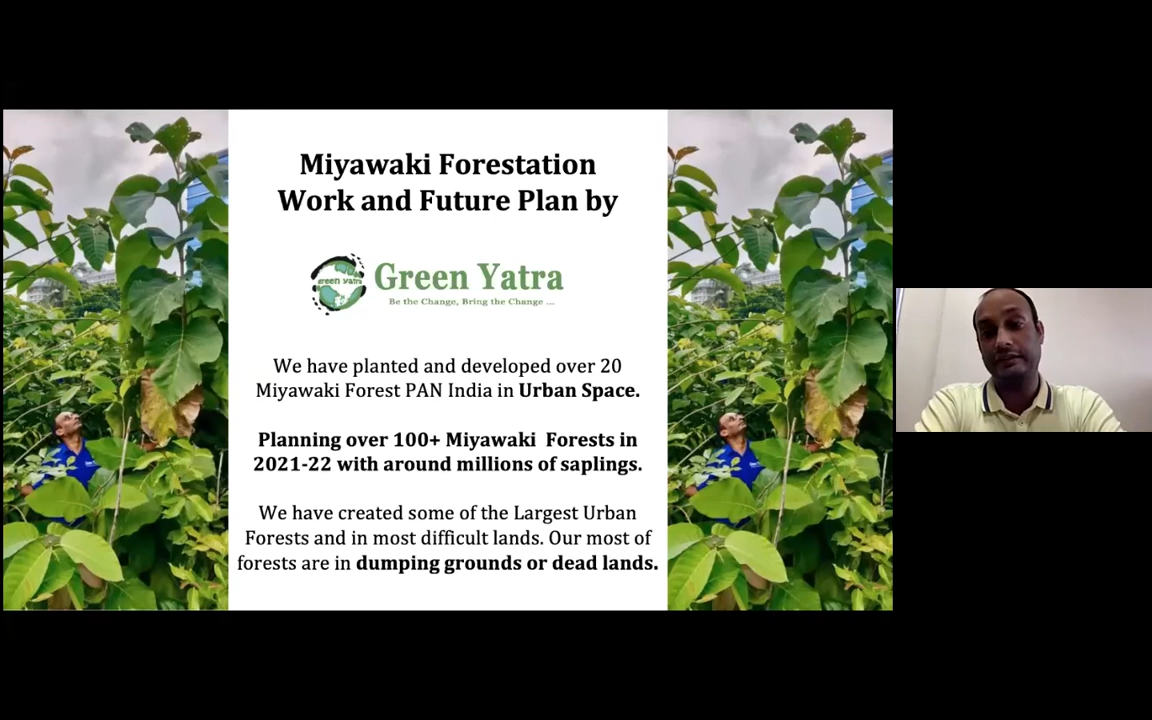 Miyawaki Forestation
Work and Future Plan by
green yatra
Green Yatra
Be the Change, Bring the Change ...
We have planted and developed over 20
Miyawaki Forest PAN India in Urban Space.
Planning over 100+ Miyawaki Forests in
2021-22 with around millions of saplings.
We have created some of the Largest Urban
Forests and in most difficult lands. Our most of
forests are in dumping grounds or dead lands.